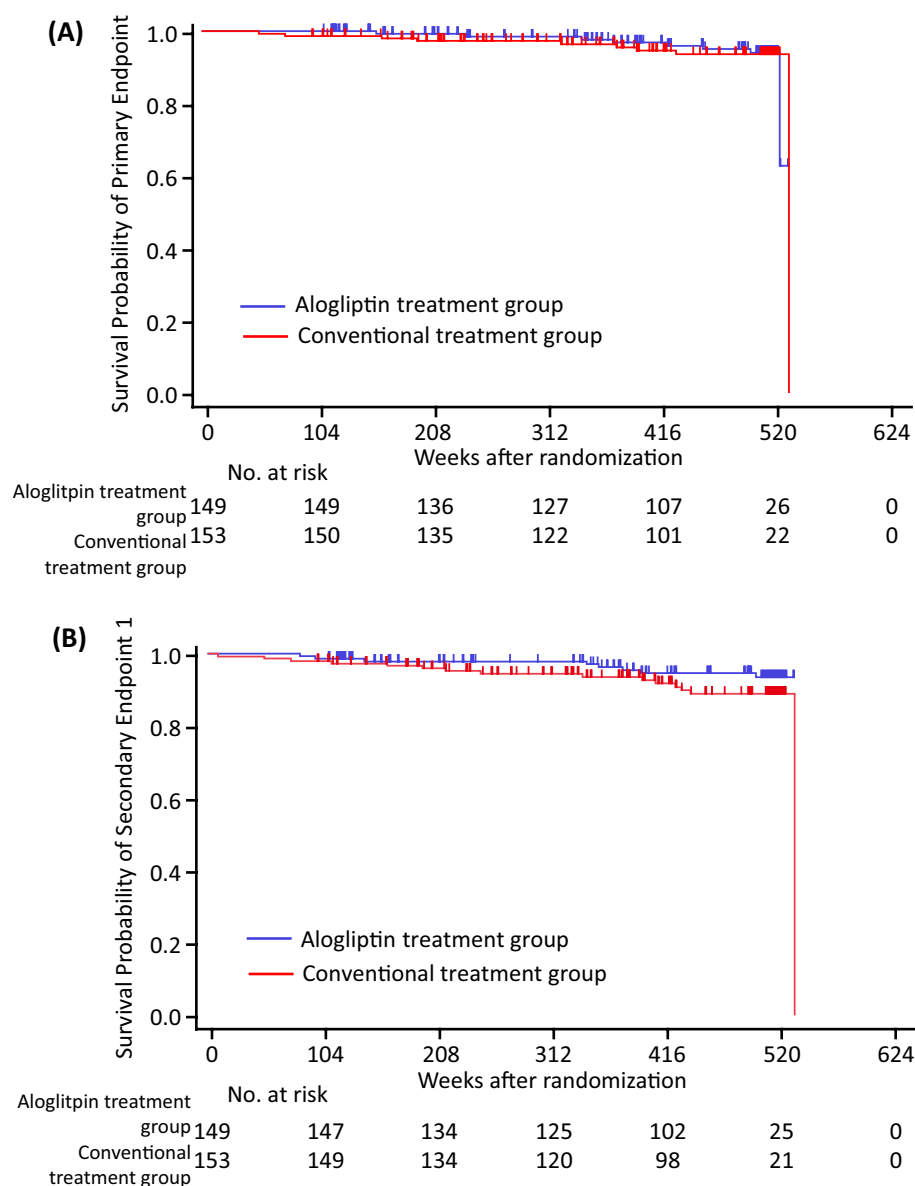 (A)
Survival Probability of Primary Endpoint
1.0
0.8
0.6
0.4
0.2
0.0
Alogliptin treatment group
Conventional treatment group
0 104 208 312 416 520 624
Weeks after randomization
No. at risk
Aloglitpin treatment
group
149 149 136 127 107 26 0
Conventional
treatment group
153 150 135 122 101 22 0
(B)
Survival Probability of Secondary Endpoint 1
1.0
0.8
0.6
0.4
0.2
0.0
Alogliptin treatment group
Conventional treatment group
0 104 208 312 416 520 624
Weeks after randomization
No. at risk
Aloglitpin treatment
group
149 147 134 125 102 25 0
Conventional
treatment group
153 149 134 120 98 21 0